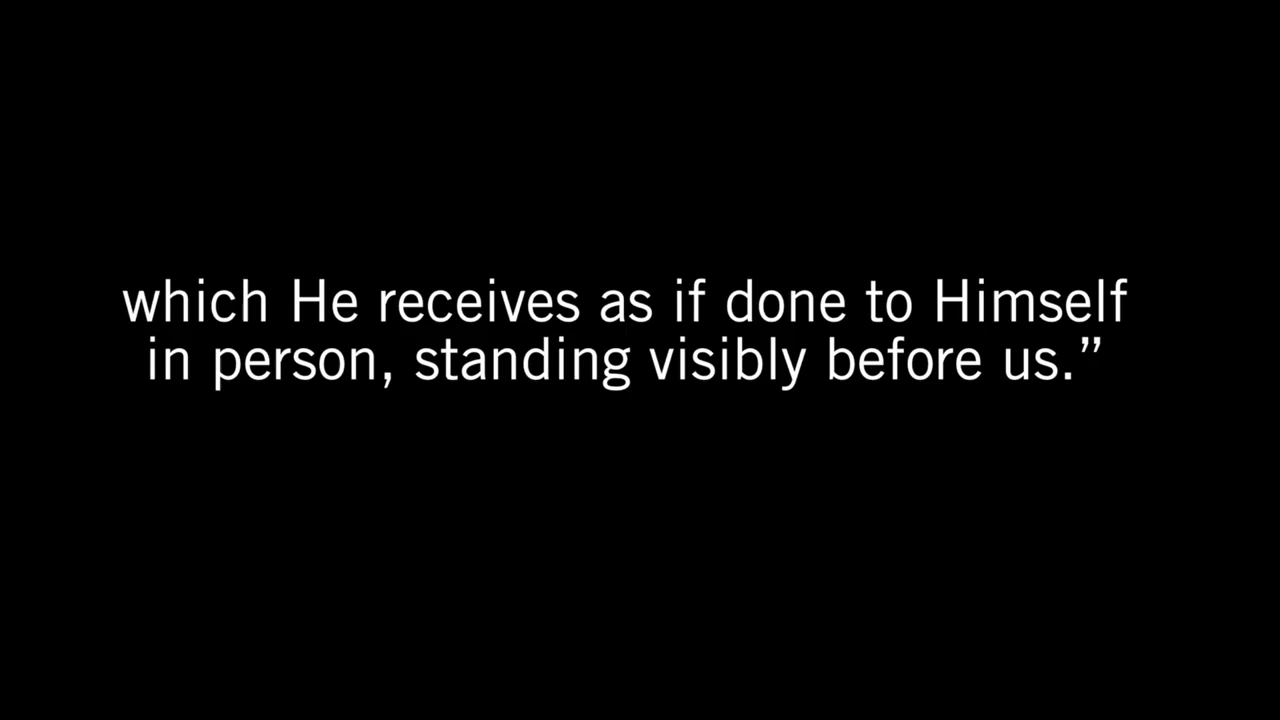 which He receives as if done to Himself
in person, standing visibly before us.”